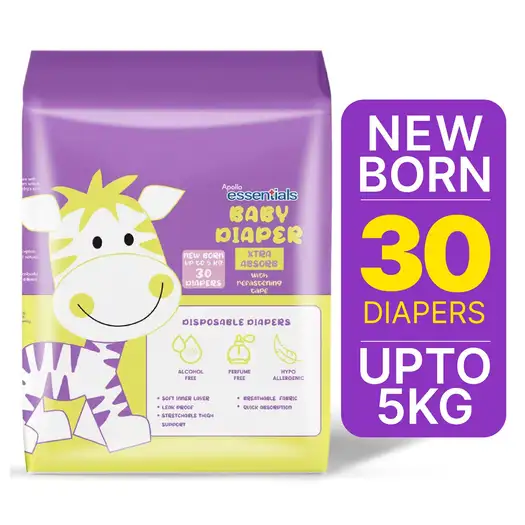 Apollo
essentials
BABY
DIAPER
XTRA
ABSORB
with
refastening
tape
NEW BORN
UP TO 5 KG
30
DIAPERS
DISPOSABLE DIAPERS
ALCOHOL
FREE
PERFUME
FREE
HYPO
ALLERGENIC
• SOFT INNER LAYER
• LEAK PROOF
• STRETCHABLE THIGH
SUPPORT
• BREATHABLE FABRIC
• QUICK ABSORPTION
NEW
BORN
30
DIAPERS
UPTO
5KG